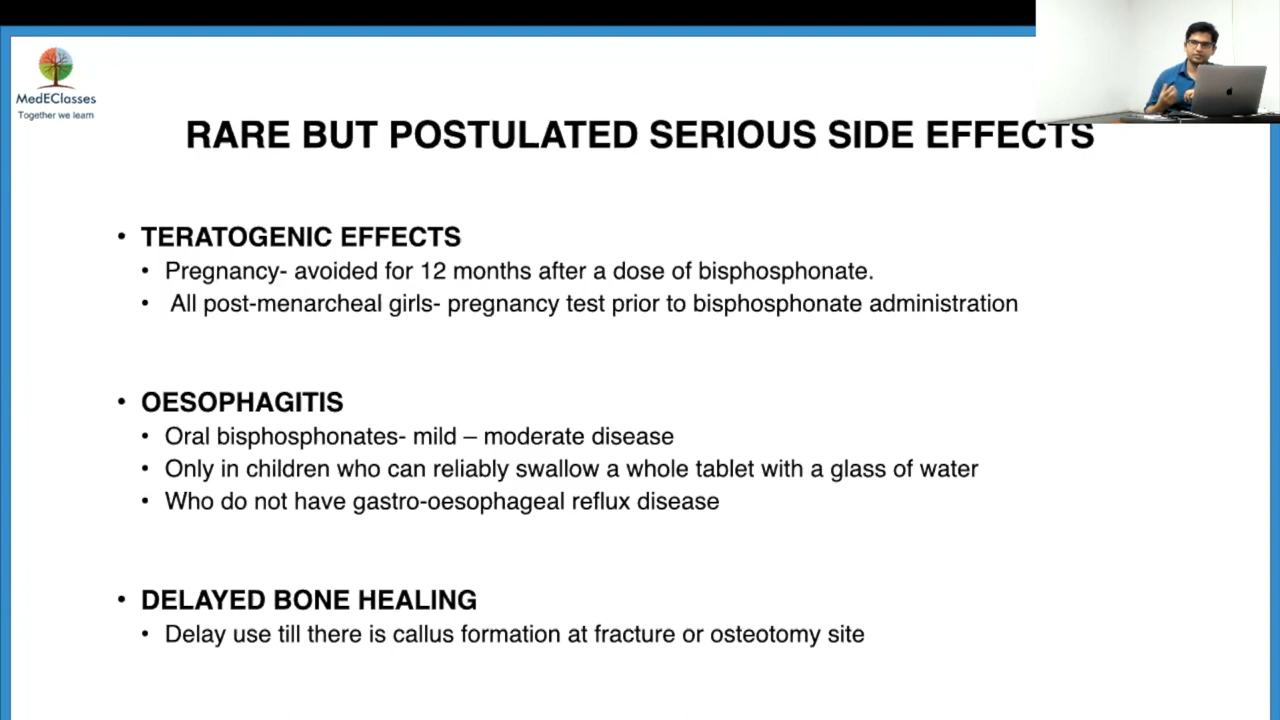 MedEClasses
Together we learn
RARE BUT POSTULATED SERIOUS SIDE EFFECTS
• TERATOGENIC EFFECTS
• Pregnancy- avoided for 12 months after a dose of bisphosphonate.
• All post-menarcheal girls- pregnancy test prior to bisphosphonate administration
• OESOPHAGITIS
• Oral bisphosphonates- mild – moderate disease
• Only in children who can reliably swallow a whole tablet with a glass of water
• Who do not have gastro-oesophageal reflux disease
• DELAYED BONE HEALING
• Delay use till there is callus formation at fracture or osteotomy site